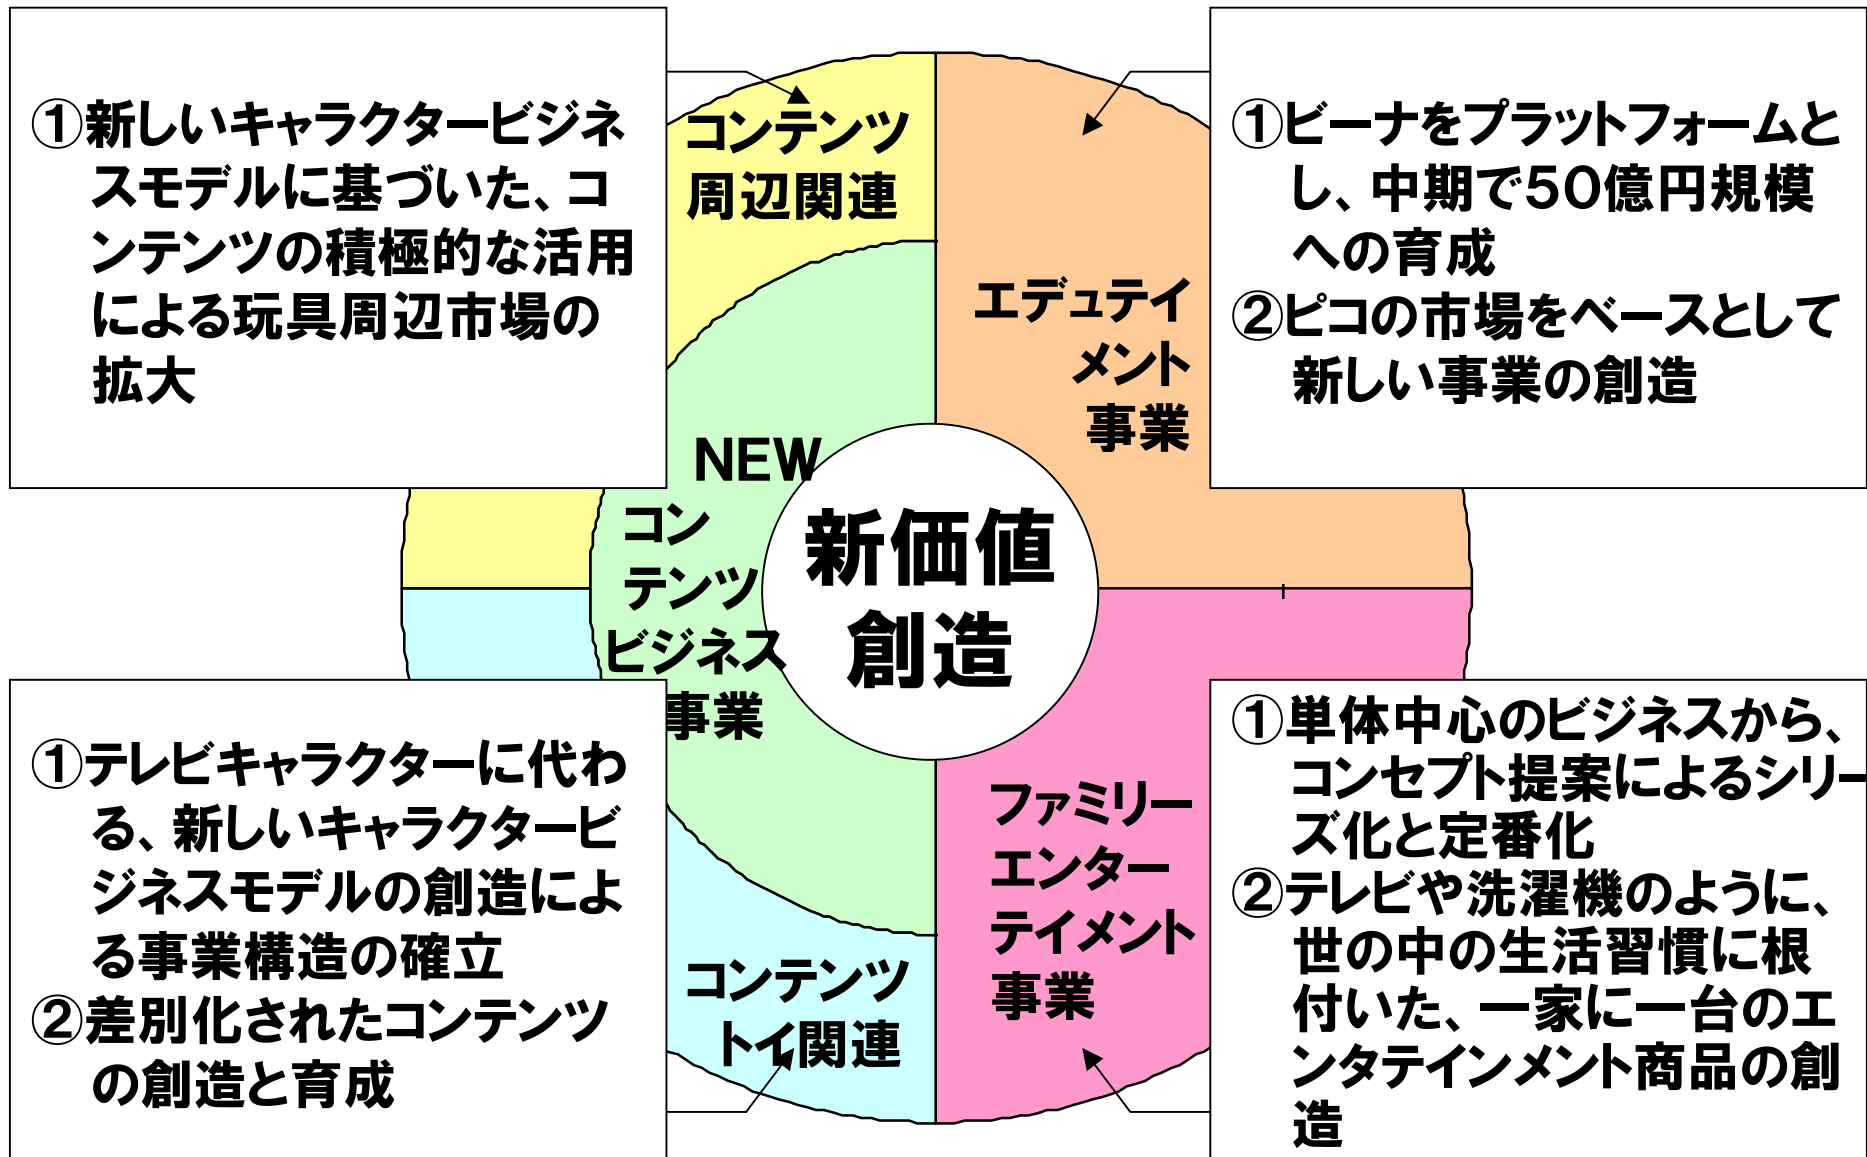 ①新しいキャラクタービジネ
スモデルに基づいた、コ
ンテンツの積極的な活用
による玩具周辺市場の
拡大
コンテンツ
周辺関連
エデュテイ
メント
事業
①ビーナをプラットフォームと
し、中期で50億円規模
への育成
②ピコの市場をベースとして
新しい事業の創造
NEW
コン
テンツ
ビジネス
事業
新価値
創造
①テレビキャラクターに代わ
る、新しいキャラクタービ
ジネスモデルの創造によ
る事業構造の確立
②差別化されたコンテンツ
の創造と育成
コンテンツ
トイ関連
ファミリー
エンター
テイメント
事業
①単体中心のビジネスから、
コンセプト提案によるシリー
ズ化と定番化
②テレビや洗濯機のように、
世の中の生活習慣に根
付いた、一家に一台のエ
ンタテインメント商品の創
造